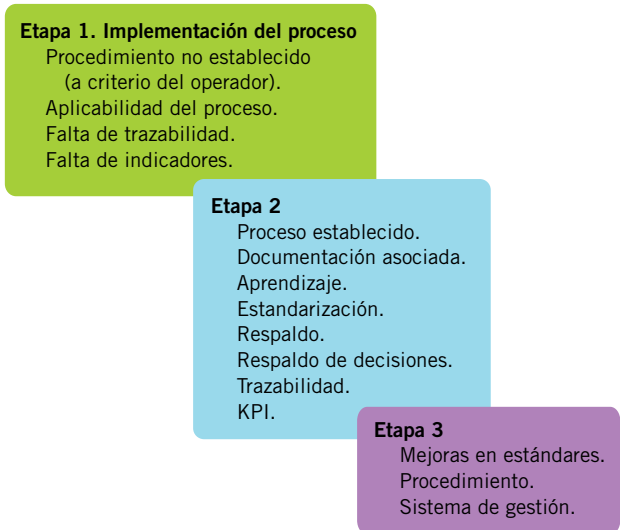 Etapa 1. Implementación del proceso
Procedimiento no establecido
(a criterio del operador).
Aplicabilidad del proceso.
Falta de trazabilidad.
Falta de indicadores.
Etapa 2
Proceso establecido.
Documentación asociada.
Aprendizaje.
Estandarización.
Respaldo.
Respaldo de decisiones.
Trazabilidad.
KPI.
Etapa 3
Mejoras en estándares.
Procedimiento.
Sistema de gestión.